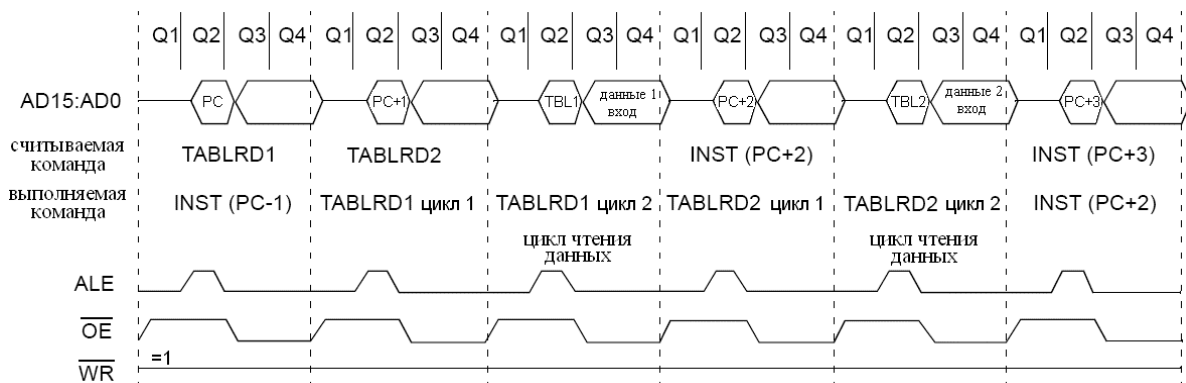 Q1 Q2 Q3 Q4 Q1 Q2 Q3 Q4 Q1 Q2 Q3 Q4 Q1 Q2 Q3 Q4 Q1 Q2 Q3 Q4 Q1 Q2 Q3 Q4
AD15:AD0 PC PC+1 TBL1 данные 1 вход PC+2 TBL2 данные 2 вход PC+3
считываемая
команда
TABLRD1 TABLRD2 INST (PC+2) INST (PC+3)
выполняемая
команда
INST (PC-1) TABLRD1 цикл 1 TABLRD1 цикл 2 TABLRD2 цикл 1 TABLRD2 цикл 2 INST (PC+2)
цикл чтения
данных
цикл чтения
данных
ALE
OE
=1
WR